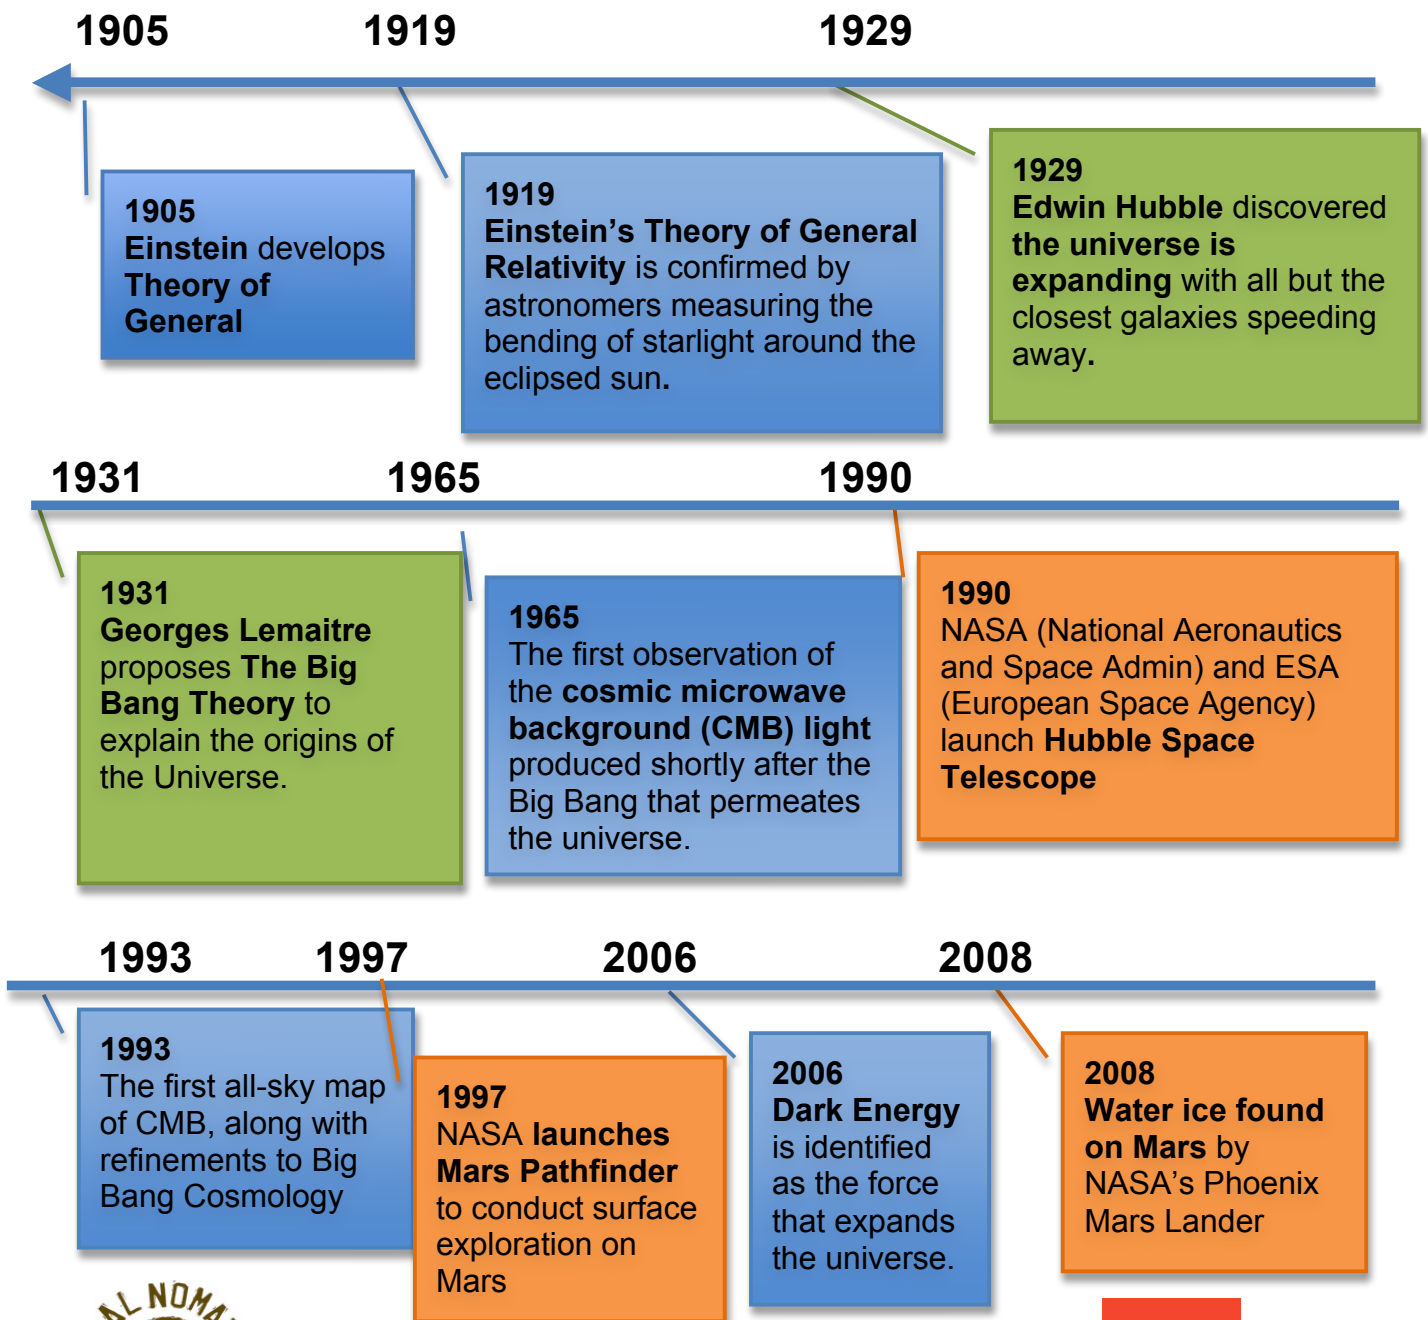 1905 1919 1929
1905
Einstein develops
Theory of
General
1919
Einstein’s Theory of General
Relativity is confirmed by
astronomers measuring the
bending of starlight around the
eclipsed sun.
1929
Edwin Hubble discovered
the universe is
expanding with all but the
closest galaxies speeding
away.
1931 1965 1990
1931
Georges Lemaitre
proposes The Big
Bang Theory to
explain the origins of
the Universe.
1965
The first observation of
the cosmic microwave
background (CMB) light
produced shortly after the
Big Bang that permeates
the universe.
1990
NASA (National Aeronautics
and Space Admin) and ESA
(European Space Agency)
launch Hubble Space
Telescope
1993 1997 2006 2008
1993
The first all-sky map
of CMB, along with
refinements to Big
Bang Cosmology
1997
NASA launches
Mars Pathfinder
to conduct surface
exploration on
Mars
2006
Dark Energy
is identified
as the force
that expands
the universe.
2008
Water ice found
on Mars by
NASA’s Phoenix
Mars Lander